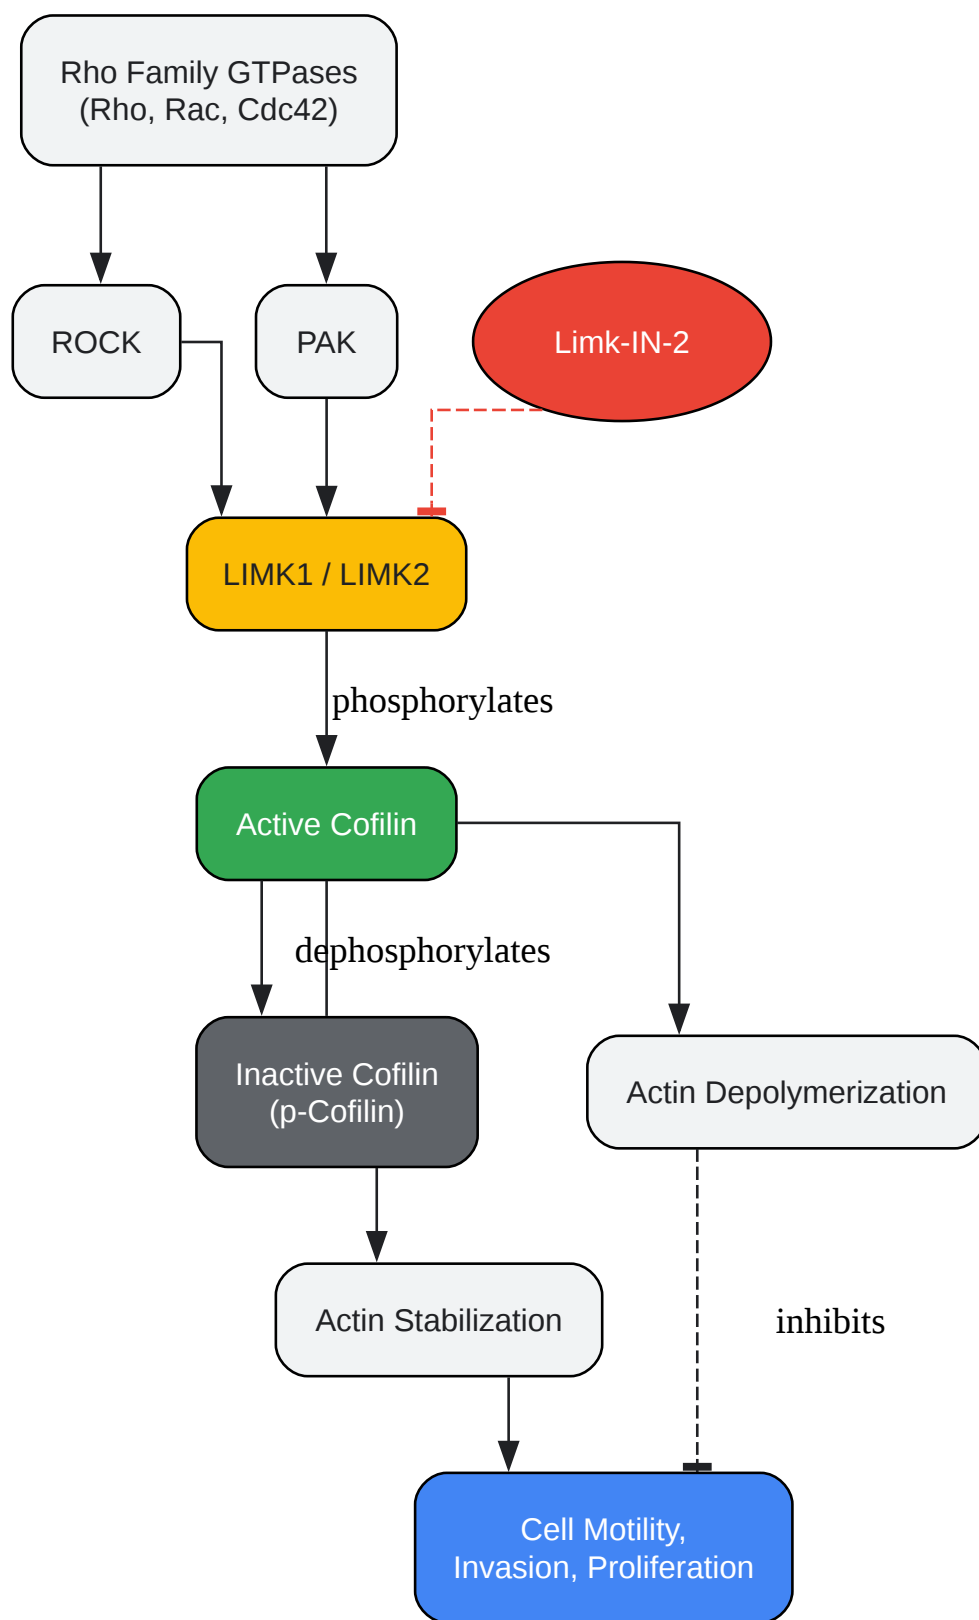 Rho Family GTPases
(Rho, Rac, Cdc42)
ROCK
PAK
Limk-IN-2
LIMK1 / LIMK2
phosphorylates
Active Cofilin
dephosphorylates
Inactive Cofilin
(p-Cofilin)
Actin Depolymerization
Actin Stabilization
inhibits
Cell Motility,
Invasion, Proliferation